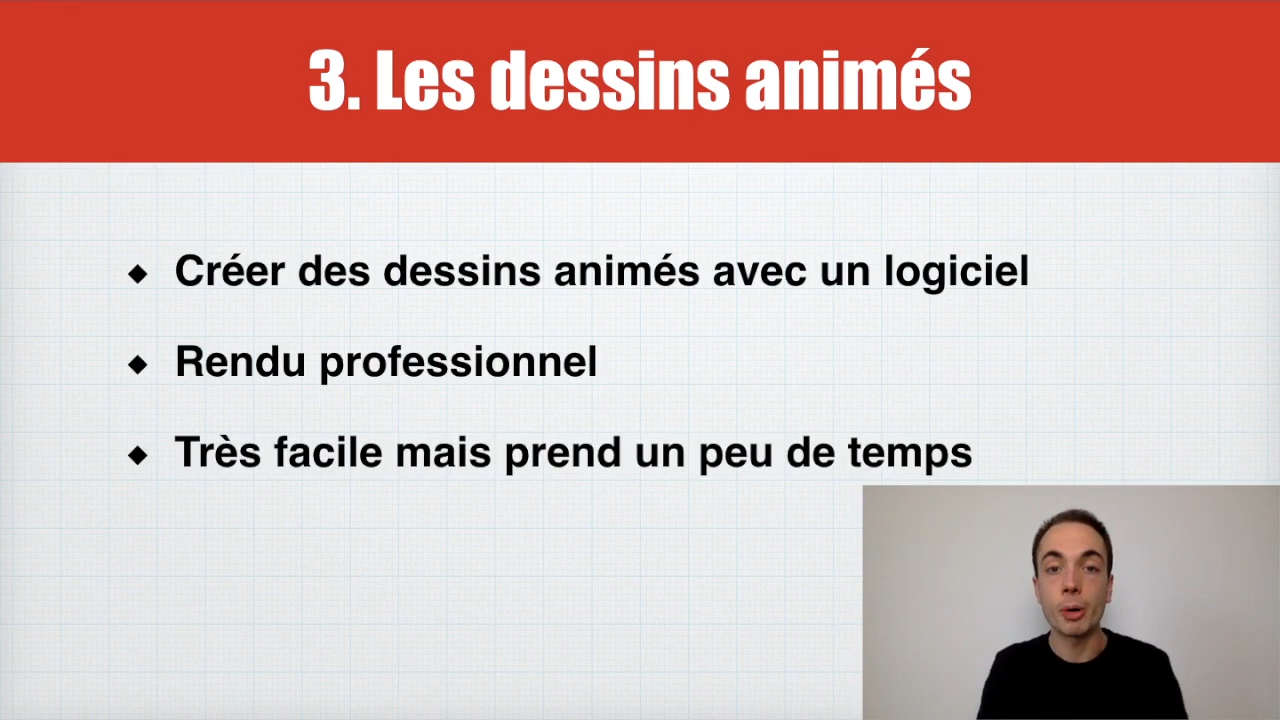 3. Les dessins animés
Créer des dessins animés avec un logiciel
Rendu professionnel
Très facile mais prend un peu de temps